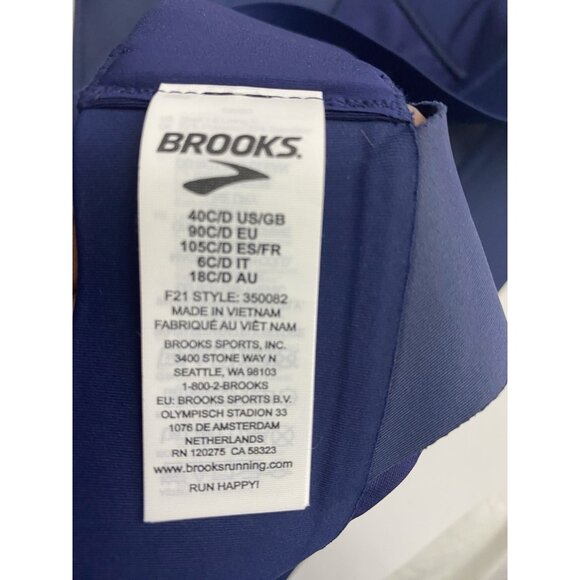 BROOKS.
40C/D US/GB
90C/D EU
105C/D ES/FR
6C/D IT
18C/D AU
F21 STYLE: 350082
MADE IN VIETNAM
FABRIQUÉ AU VIÊT NAM
BROOKS SPORTS, INC.
3400 STONE WAY N
SEATTLE, WA 98103
1-800-2-BROOKS
EU: BROOKS SPORTS B.V.
OLYMPISCH STADION 33
1076 DE AMSTERDAM
NETHERLANDS
RN 120275 CA 58323
www.brooksrunning.com
RUN HAPPY!